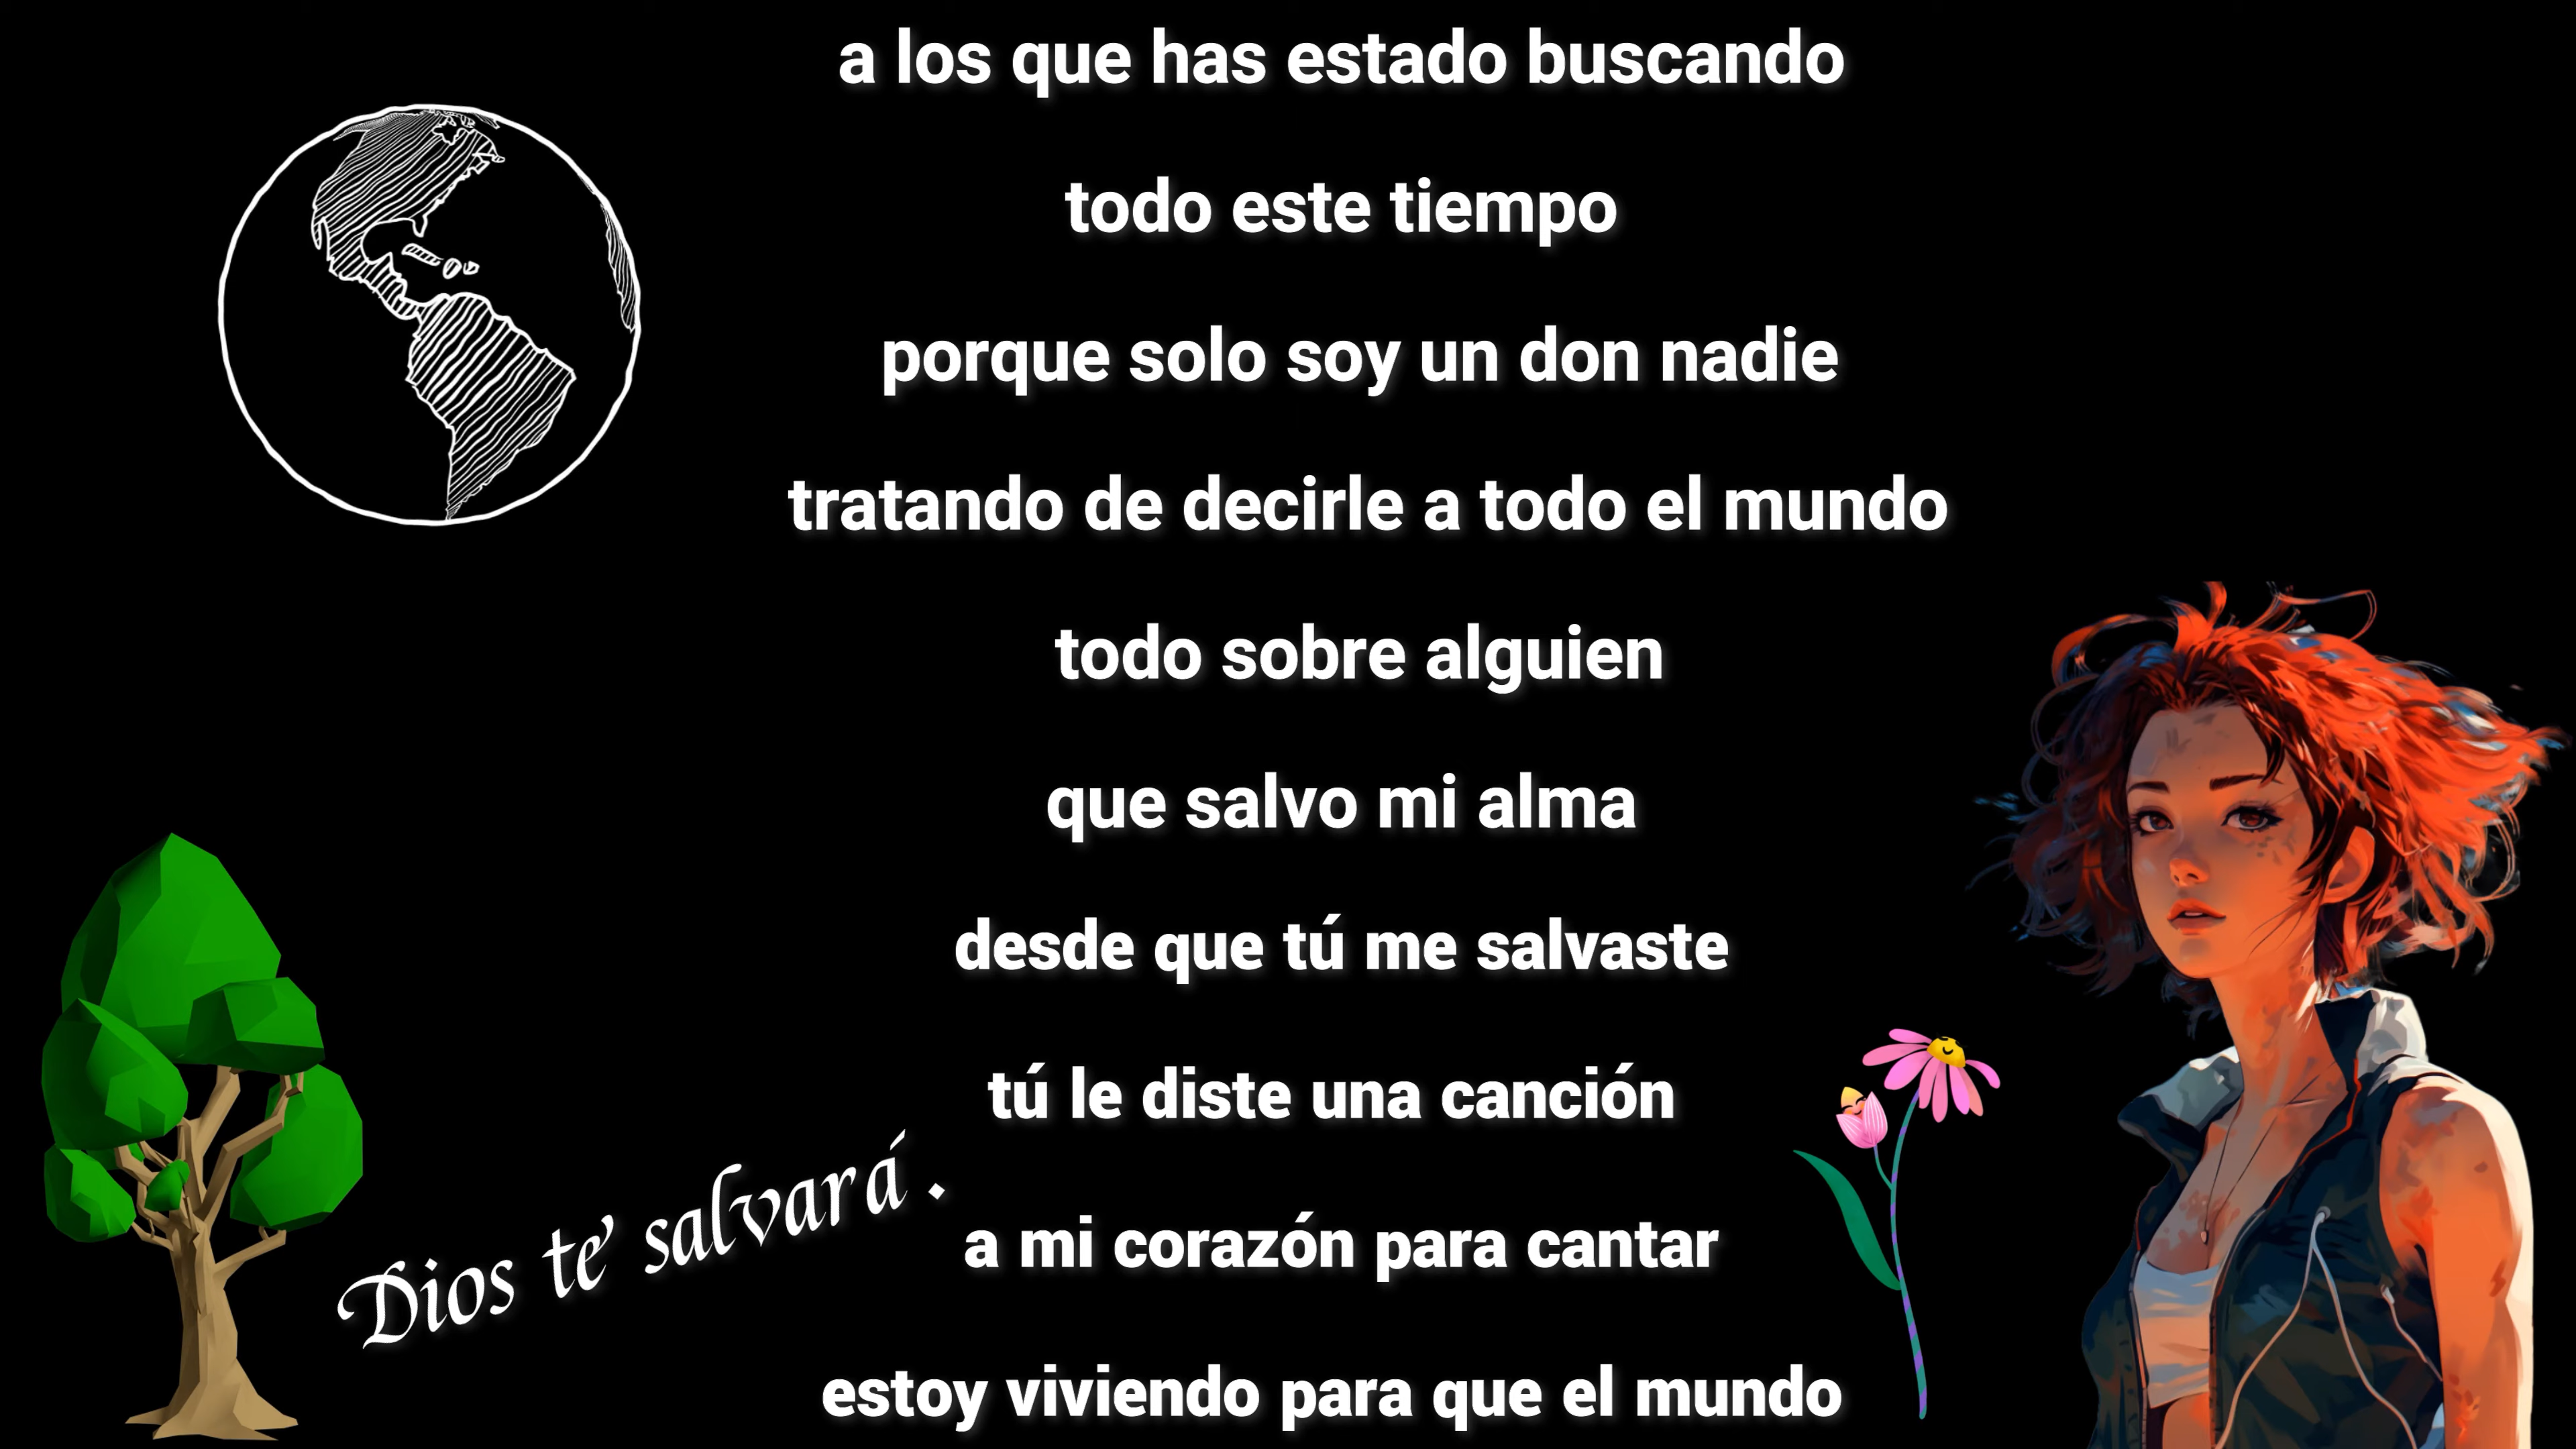 a los que has estado buscando
todo este tiempo
porque solo soy un don nadie
tratando de decirle a todo el mundo
todo sobre alguien
que salvo mi alma
desde que tú me salvaste
tú le diste una canción
a mi corazón para cantar
estoy viviendo para que el mundo
Dios te' salvará.